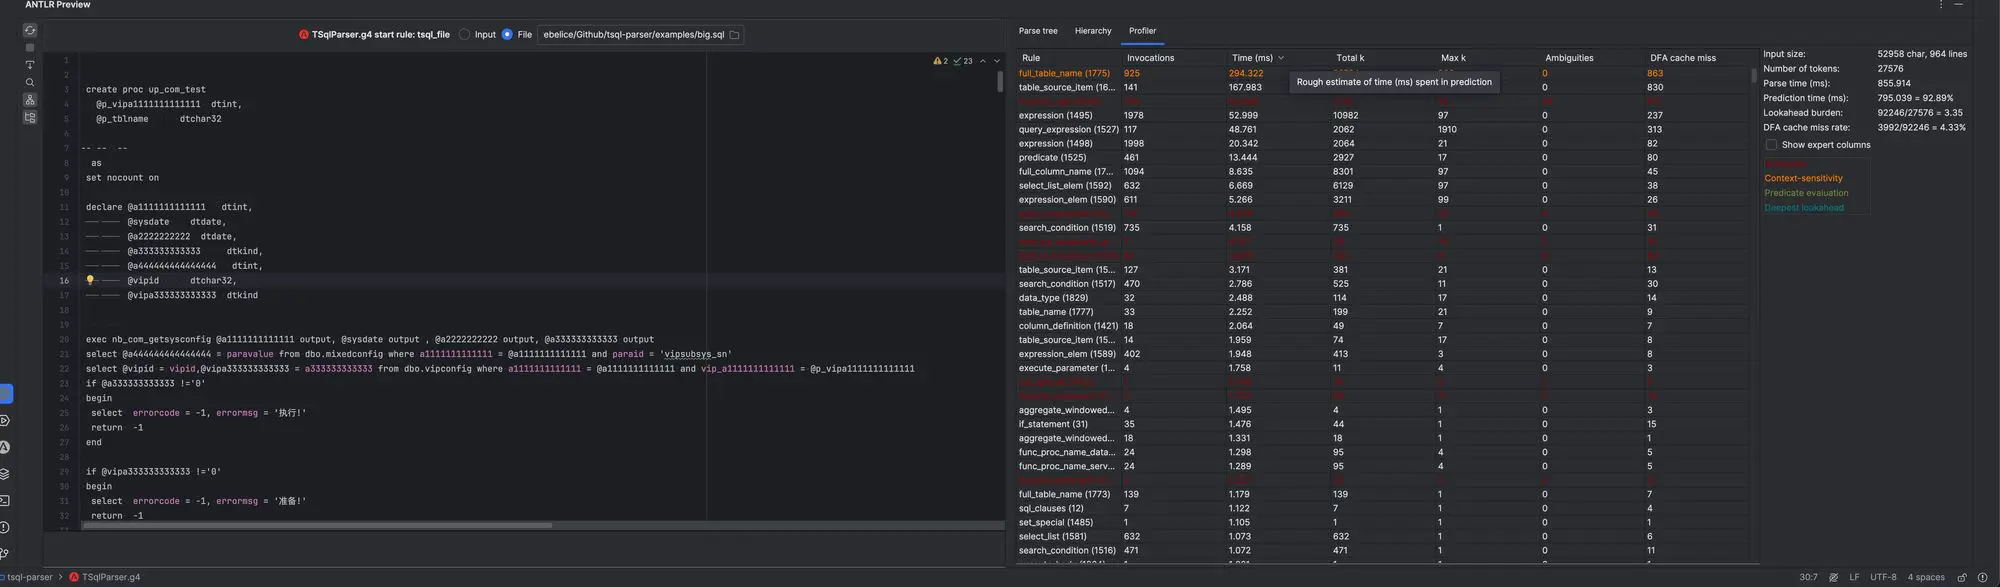 ANTLR Preview
TSqlParser.g4 start rule: tsql_file Input File ebelice/Github/tsql-parser/examples/big.sql
2 23
1
2
3 create proc up_com_test
4 @p_vipa1111111111111 dtint,
5 @p_tblname dtchar32
6
7 -- -- --
8 as
9 set nocount on
10
11 declare @a1111111111111 dtint,
12 @sysdate dtdate,
13 @a2222222222 dtdate,
14 @a333333333333 dtkind,
15 @a444444444444444 dtint,
16 @vipid dtchar32,
17 @vipa333333333333 dtkind
18
19
20 exec nb_com_getsysconfig @a1111111111111 output, @sysdate output , @a2222222222 output, @a333333333333 output
21 select @a444444444444444 = paravalue from dbo.mixedconfig where a1111111111111 = @a1111111111111 and paraid = 'vipsubsys_sn'
22 select @vipid = vipid,@vipa333333333333 = a333333333333 from dbo.vipconfig where a1111111111111 = @a1111111111111 and vip_a1111111111111 = @p_vipa1111111111111
23 if @a333333333333 !='0'
24 begin
25 select errorcode = -1, errormsg = '执行!'
26 return -1
27 end
28
29 if @vipa333333333333 !='0'
30 begin
31 select errorcode = -1, errormsg = '准备!'
32 return -1
Parse tree Hierarchy Profiler
Rule Invocations Time (ms) Total k Max k Ambiguities DFA cache miss
full_table_name (1775) 925 294.322 0 863
Rough estimate of time (ms) spent in prediction
table_source_item (16... 141 167.983 0 830
expression (1495) 1978 52.999 10982 97 0 237
query_expression (1527) 117 48.761 2062 1910 0 313
expression (1498) 1998 20.342 2064 21 0 82
predicate (1525) 461 13.444 2927 17 0 80
full_column_name (17... 1094 8.635 8301 97 0 45
select_list_elem (1592) 632 6.669 6129 97 0 38
expression_elem (1590) 611 5.266 3211 99 0 26
search_condition (1519) 735 4.158 735 1 0 31
table_source_item (15... 127 3.171 381 21 0 13
search_condition (1517) 470 2.786 525 11 0 30
data_type (1829) 32 2.488 114 17 0 14
table_name (1777) 33 2.252 199 21 0 9
column_definition (1421) 18 2.064 49 7 0 7
table_source_item (15... 14 1.959 74 17 0 8
expression_elem (1589) 402 1.948 413 3 0 8
execute_parameter (1... 4 1.758 11 4 0 3
aggregate_windowed... 4 1.495 4 1 0 3
if_statement (31) 35 1.476 44 1 0 15
aggregate_windowed... 18 1.331 18 1 0 1
func_proc_name_data... 24 1.298 95 4 0 5
func_proc_name_serv... 24 1.289 95 4 0 5
full_table_name (1773) 139 1.179 139 1 0 7
sql_clauses (12) 7 1.122 7 1 0 4
set_special (1485) 1 1.105 1 1 0 1
select_list (1581) 632 1.073 632 1 0 6
search_condition (1516) 471 1.072 471 1 0 11
Input size: 52958 char, 964 lines
Number of tokens: 27576
Parse time (ms): 855.914
Prediction time (ms): 795.039 = 92.89%
Lookahead burden: 92246/27576 = 3.35
DFA cache miss rate: 3992/92246 = 4.33%
Show expert columns
Context-sensitivity
Predicate evaluation
Deepest lookahead
tsql-parser > TSqlParser.g4
30:7 LF UTF-8 4 spaces